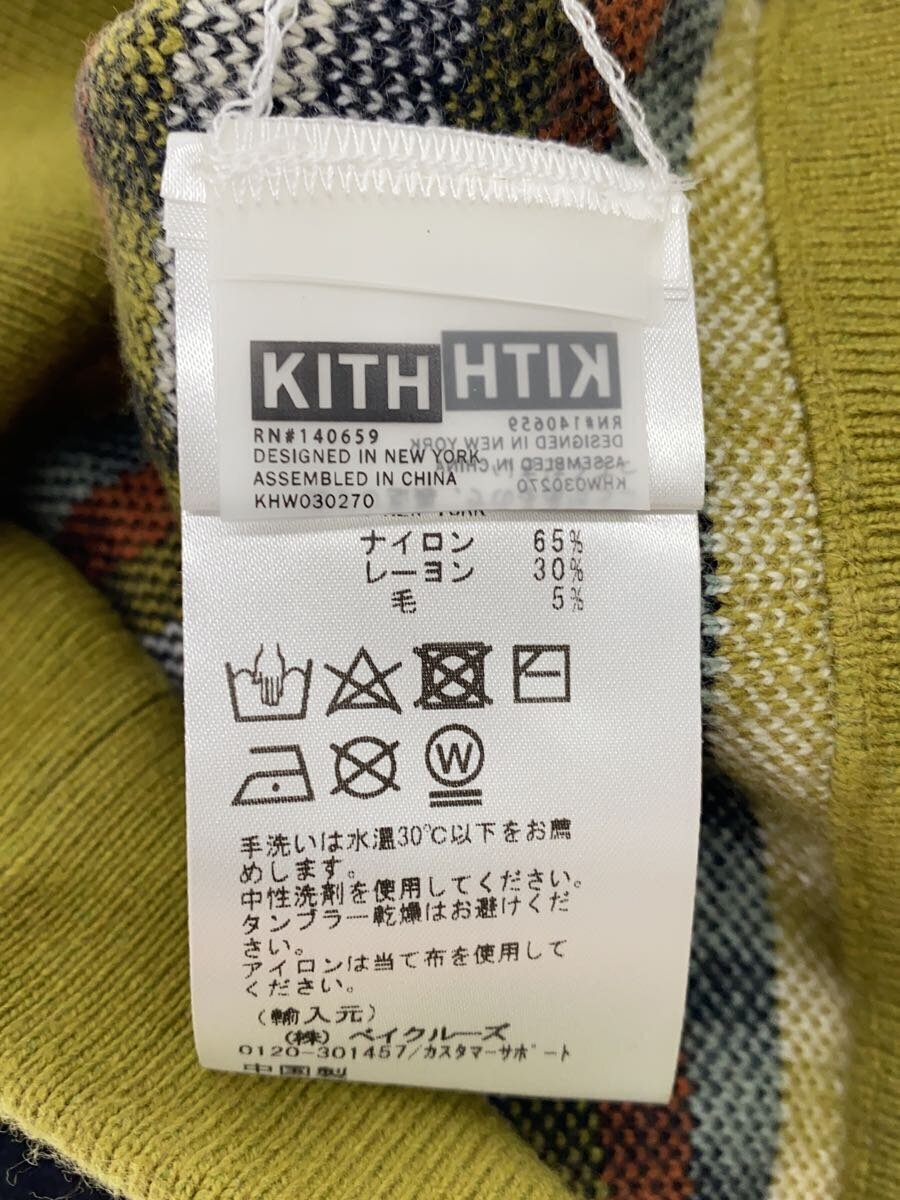 KITH
RN#140659
DESIGNED IN NEW YORK
ASSEMBLED IN CHINA
KHW030270
NEW YORK
ナイロン 65%
レーヨン 30%
毛 5%
W
手洗いは水温30℃以下をお薦
めします。
中性洗剤を使用してください。
タンブラー乾燥はお避けくだ
さい。
アイロンは当て布を使用して
ください。
(輸入元)
(株) ベイクルーズ
0120-301457/カスタマーサポート
中国製